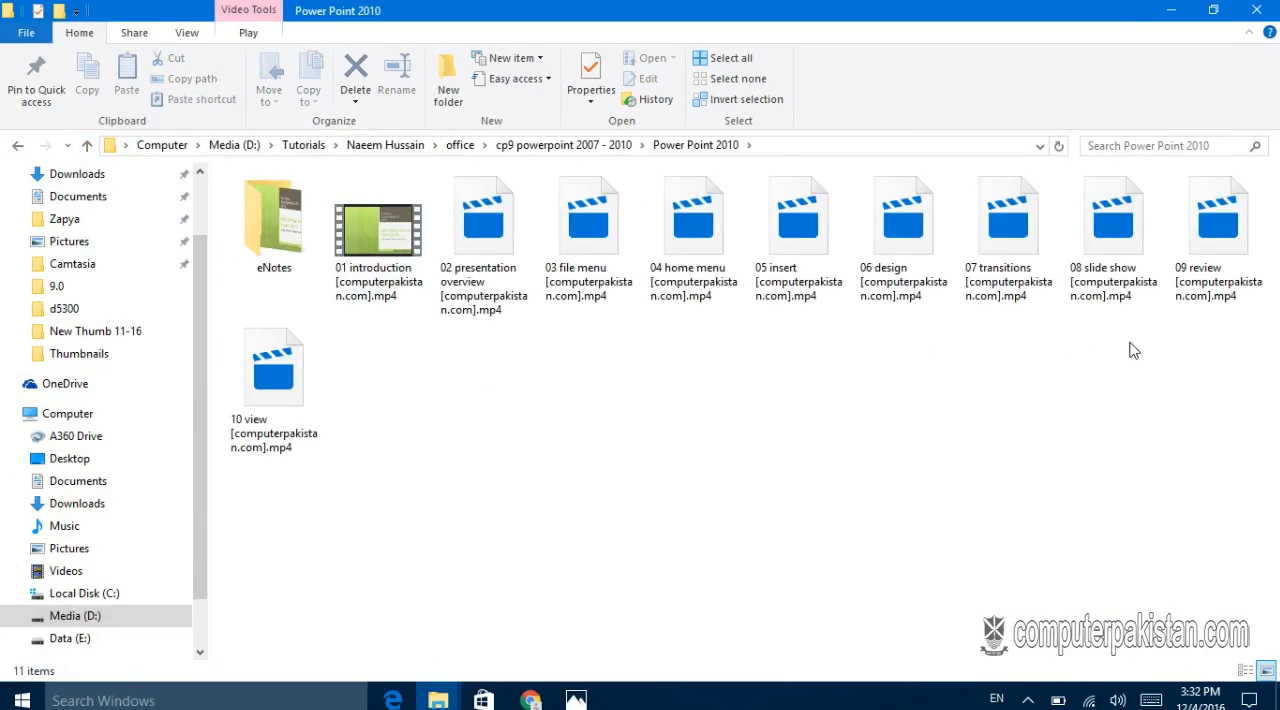 Video Tools
Power Point 2010
File
Home
Share
View
Play
Pin to Quick access
Copy
Paste
Cut
Copy path
Paste shortcut
Clipboard
Move to
Copy to
Delete
Rename
Organize
New folder
New item
Easy access
New
Properties
Open
Edit
History
Open
Select all
Select none
Invert selection
Select
Computer
Media (D:)
Tutorials
Naeem Hussain
office
cp9 powerpoint 2007 - 2010
Power Point 2010
Search Power Point 2010
Downloads
Documents
Zapya
Pictures
Camtasia
9.0
d5300
New Thumb 11-16
Thumbnails
OneDrive
Computer
A360 Drive
Desktop
Documents
Downloads
Music
Pictures
Videos
Local Disk (C:)
Media (D:)
Data (E:)
eNotes
01 introduction
[computerpakista
n.com].mp4
02 presentation
overview
[computerpakista
n.com].mp4
03 file menu
[computerpakista
n.com].mp4
04 home menu
[computerpakista
n.com].mp4
05 insert
[computerpakista
n.com].mp4
06 design
[computerpakista
n.com].mp4
07 transitions
[computerpakista
n.com].mp4
08 slide show
[computerpakista
n.com].mp4
09 review
[computerpakista
n.com].mp4
10 view
[computerpakista
n.com].mp4
computerpakistan.com
11 items
Search Windows
EN
3:32 PM
12/4/2016